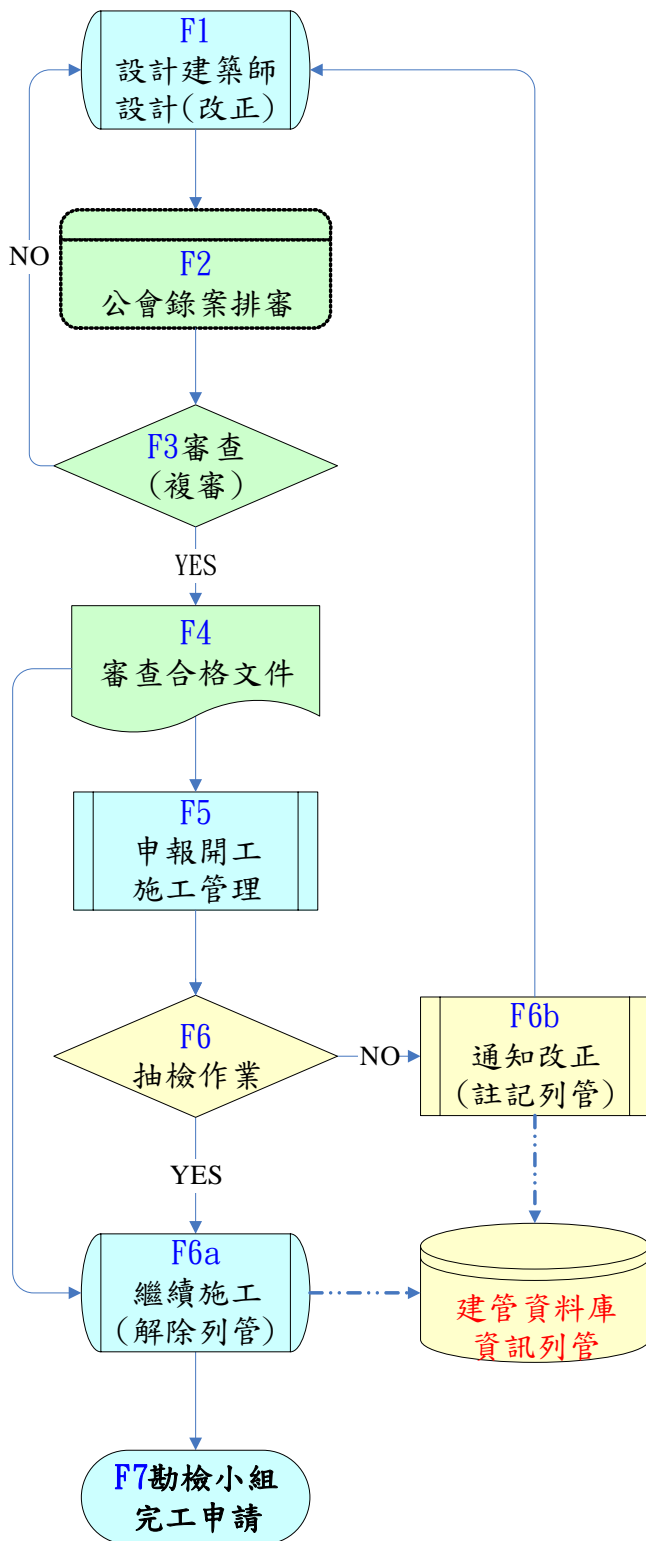 F1
設計建築師
設計(改正)
NO
F2
公會錄案排審
F3審查
(複審)
YES
F4
審查合格文件
F5
申報開工
施工管理
F6
抽檢作業
NO
F6b
通知改正
(註記列管)
YES
F6a
繼續施工
(解除列管)
建管資料庫
資訊列管
F7勘檢小組
完工申請